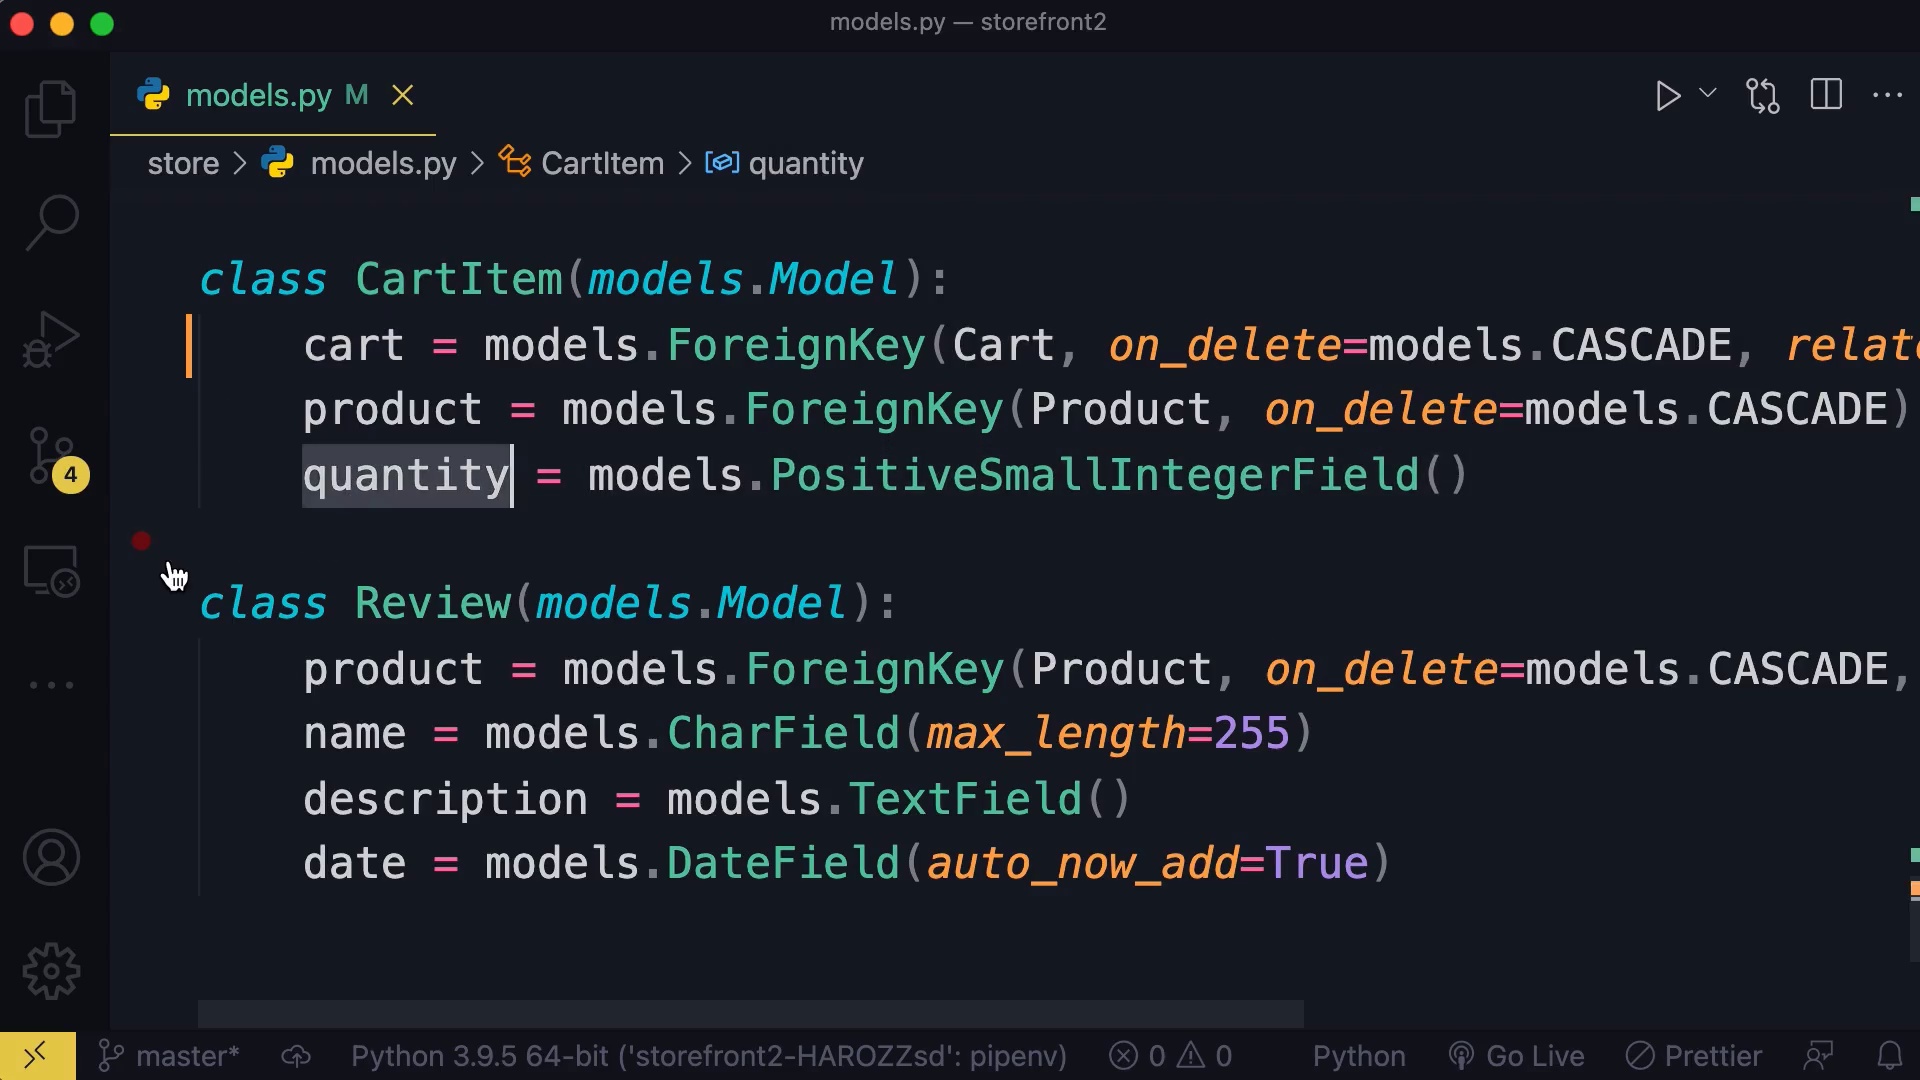 models.py — storefront2
models.py M
store > models.py > CartItem > quantity
class CartItem(models.Model):
cart = models.ForeignKey(Cart, on_delete=models.CASCADE, relat
product = models.ForeignKey(Product, on_delete=models.CASCADE)
quantity = models.PositiveSmallIntegerField()
4
class Review(models.Model):
product = models.ForeignKey(Product, on_delete=models.CASCADE,
name = models.CharField(max_length=255)
description = models.TextField()
date = models.DateField(auto_now_add=True)
master* Python 3.9.5 64-bit ('storefront2-HAROZZsd': pipenv) 0 0 Python Go Live Prettier